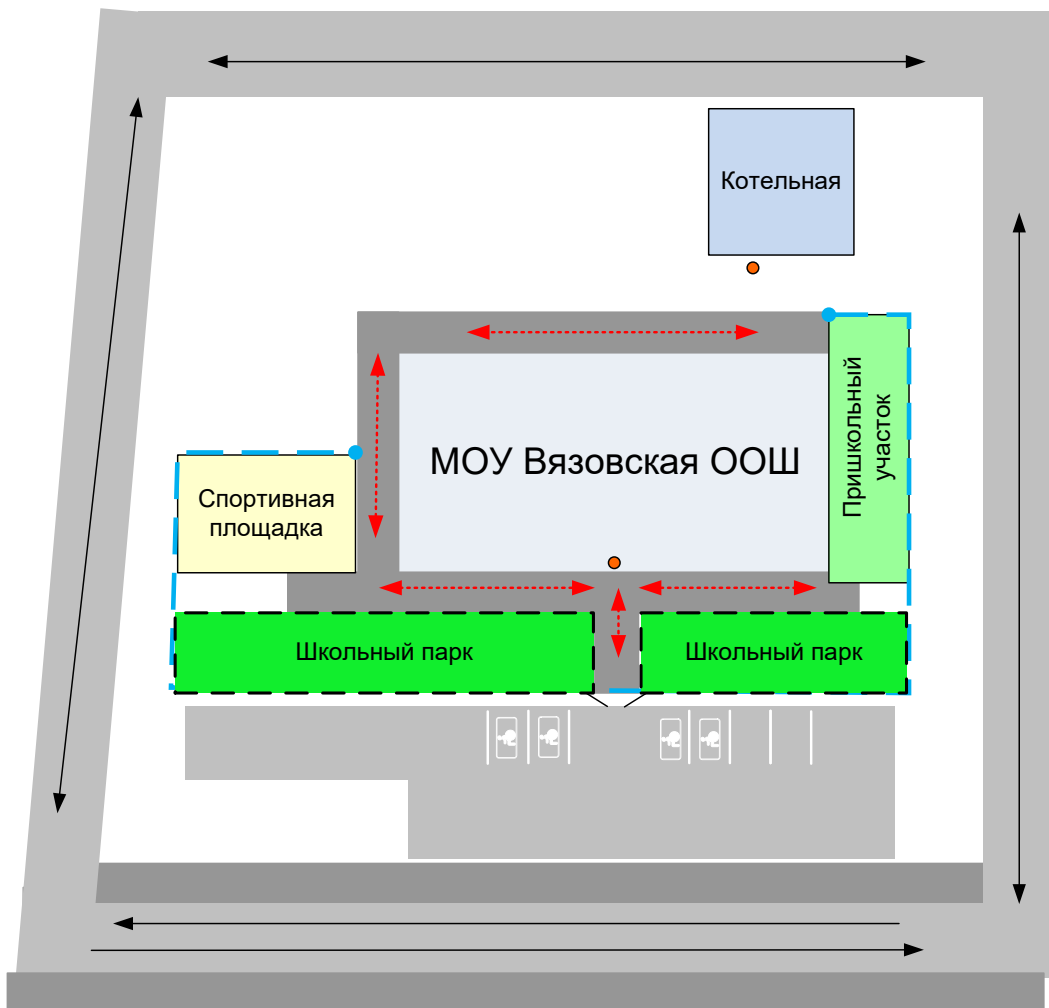 Котельная
МОУ Вязовская ООШ
Пришкольный
участок
Спортивная
площадка
Школьный парк
Школьный парк